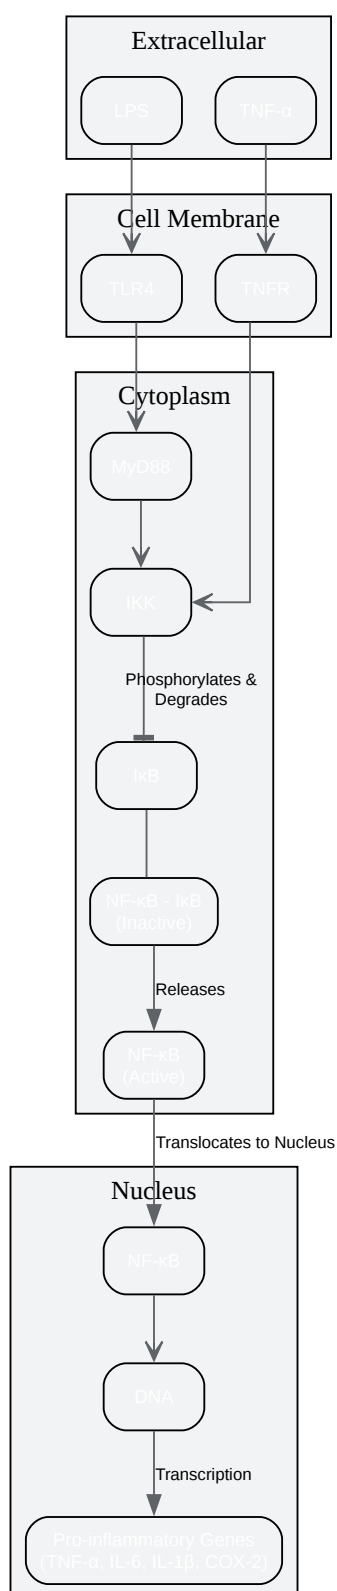 Extracellular
LPS
TNF-α
Cell Membrane
TLR4
TNFR
Cytoplasm
MyD88
IKK
Phosphorylates &
Degrades
IκB
NF-κB - IκB
(Inactive)
Releases
NF-κB
(Active)
Translocates to Nucleus
Nucleus
NF-κB
DNA
Transcription
Pro-inflammatory Genes
(TNF-α, IL-6, IL-1β, COX-2)